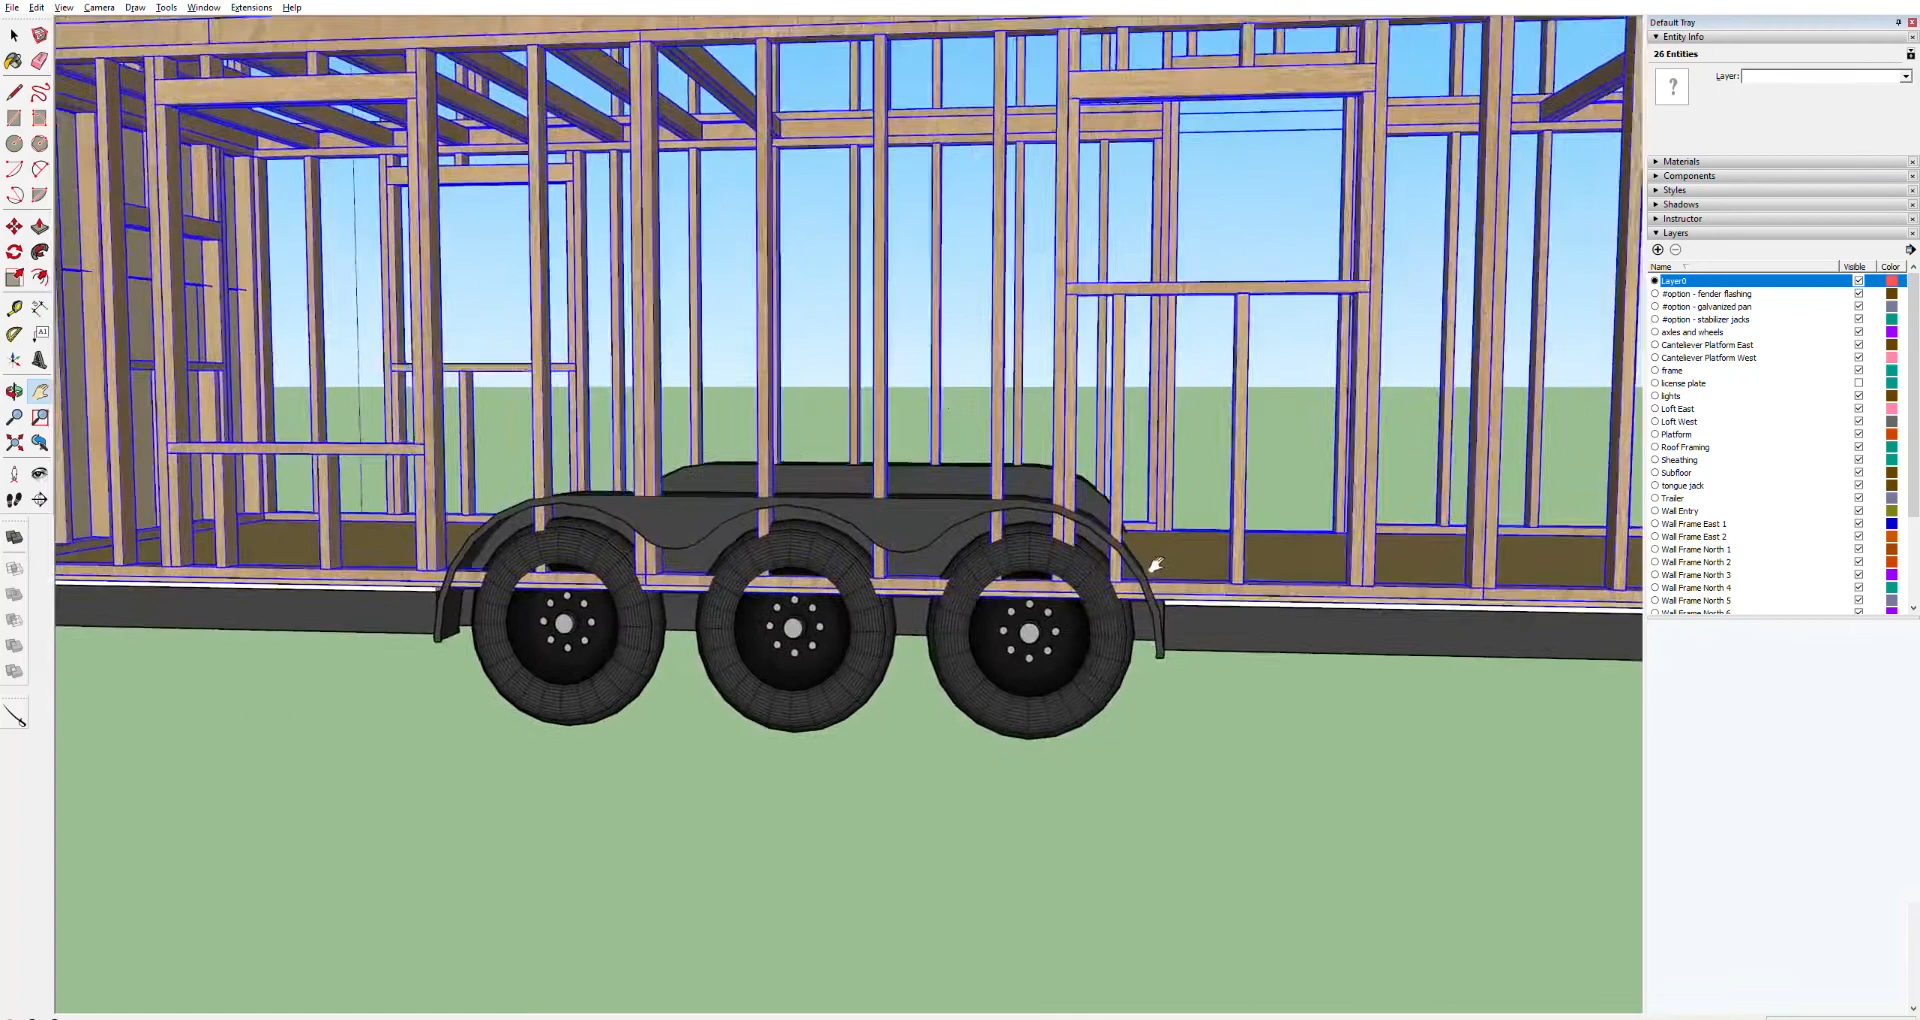 File Edit View Camera Draw Tools Window Extensions Help
Default Tray
Entity Info
26 Entities
?
Layer:
Materials
Components
Styles
Shadows
Instructor
Layers
Name Visible Color
Layer0
#option - fender flashing
#option - galvanized pan
#option - stabilizer jacks
axles and wheels
Canteliever Platform East
Canteliever Platform West
frame
license plate
lights
Loft East
Loft West
Platform
Roof Framing
Sheathing
Subfloor
tongue jack
Trailer
Wall Entry
Wall Frame East 1
Wall Frame East 2
Wall Frame North 1
Wall Frame North 2
Wall Frame North 3
Wall Frame North 4
Wall Frame North 5
A1